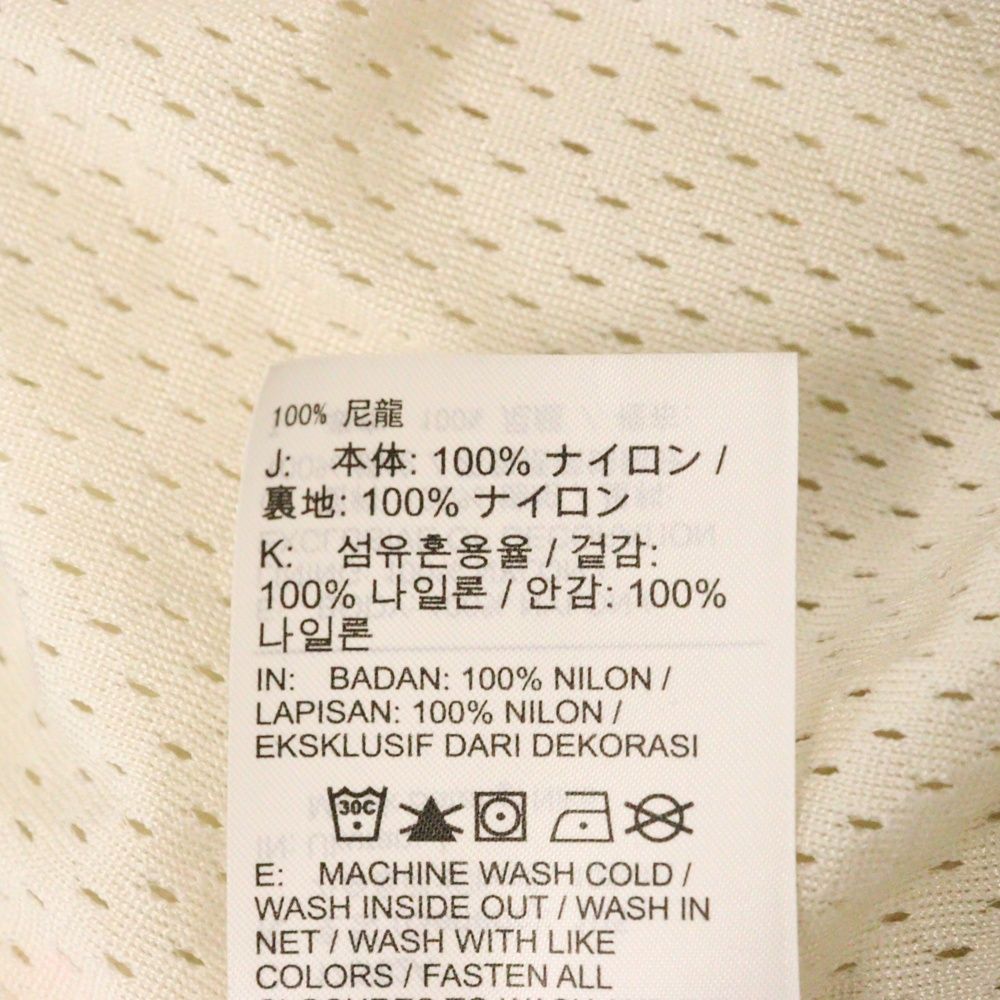 100% 尼龍
J: 本体: 100% ナイロン /
裏地: 100% ナイロン
K: 섬유혼용율 / 겉감:
100% 나일론 / 안감: 100%
나일론
IN: BADAN: 100% NILON /
LAPISAN: 100% NILON /
EKSKLUSIF DARI DEKORASI
30C
E: MACHINE WASH COLD /
WASH INSIDE OUT / WASH IN
NET / WASH WITH LIKE
COLORS / FASTEN ALL